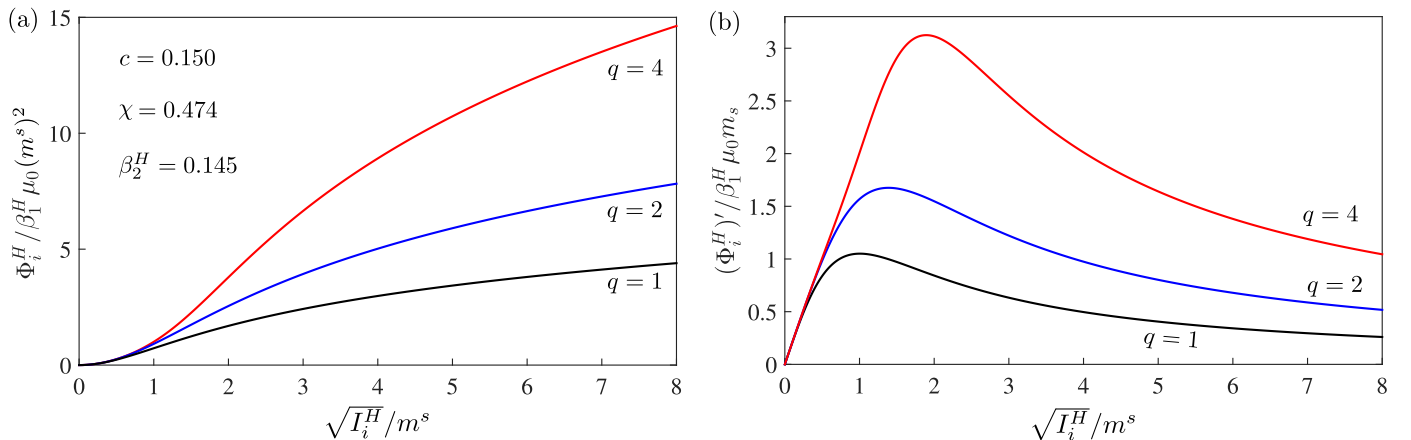 (a)
15
10
5
0
Φ_i^H/β_1^H μ_0(m^s)^2
c = 0.150
χ = 0.474
β_2^H = 0.145
q = 4
q = 2
q = 1
0 1 2 3 4 5 6 7 8
√I_i^H/m^s
(b)
3
2.5
2
1.5
1
0.5
0
(Φ_i^H)′/β_1^H μ_0 m_s
q = 4
q = 2
q = 1
0 1 2 3 4 5 6 7 8
√I_i^H/m^s